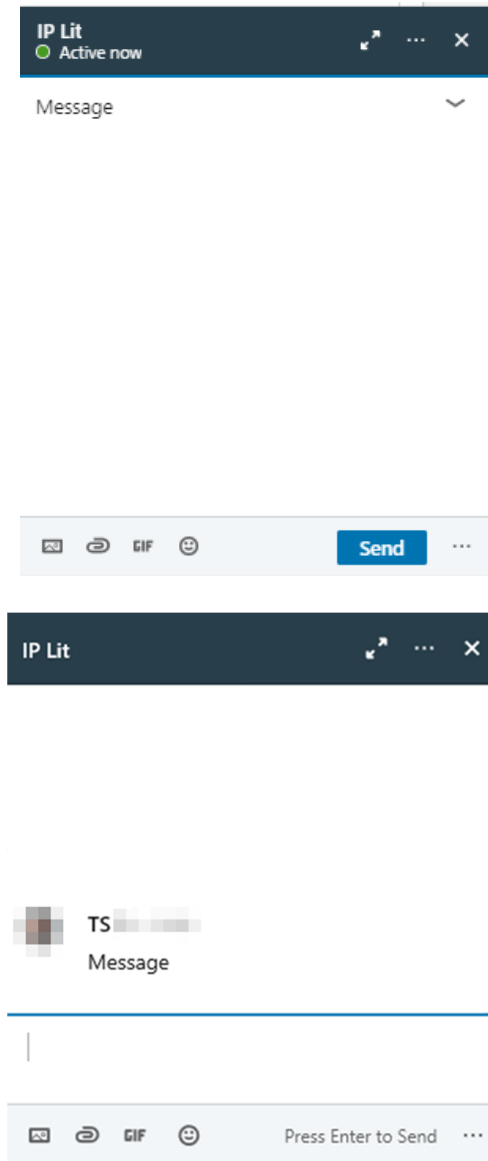 IP Lit
Active now
Message
GIF
Send
IP Lit
TS
Message
GIF
Press Enter to Send